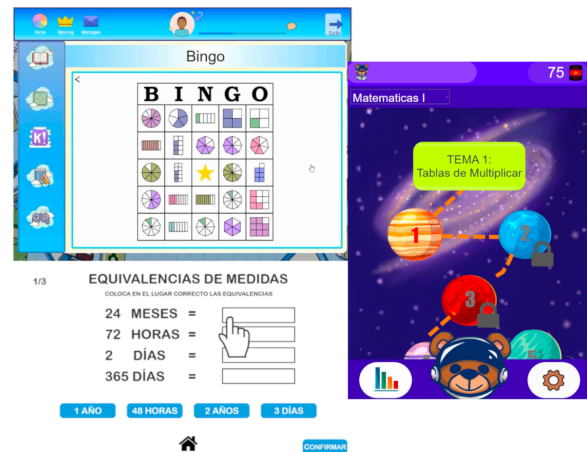 Tema
Ranking
Mensajes
Salir
Bingo
<
B I N G O
K!
75
Matematicas I
TEMA 1:
Tablas de Multiplicar
1
2
3
1/3
EQUIVALENCIAS DE MEDIDAS
COLOCA EN EL LUGAR CORRECTO LAS EQUIVALENCIAS
24 MESES =
72 HORAS =
2 DÍAS =
365 DÍAS =
1 AÑO
48 HORAS
2 AÑOS
3 DÍAS
CONFIRMAR